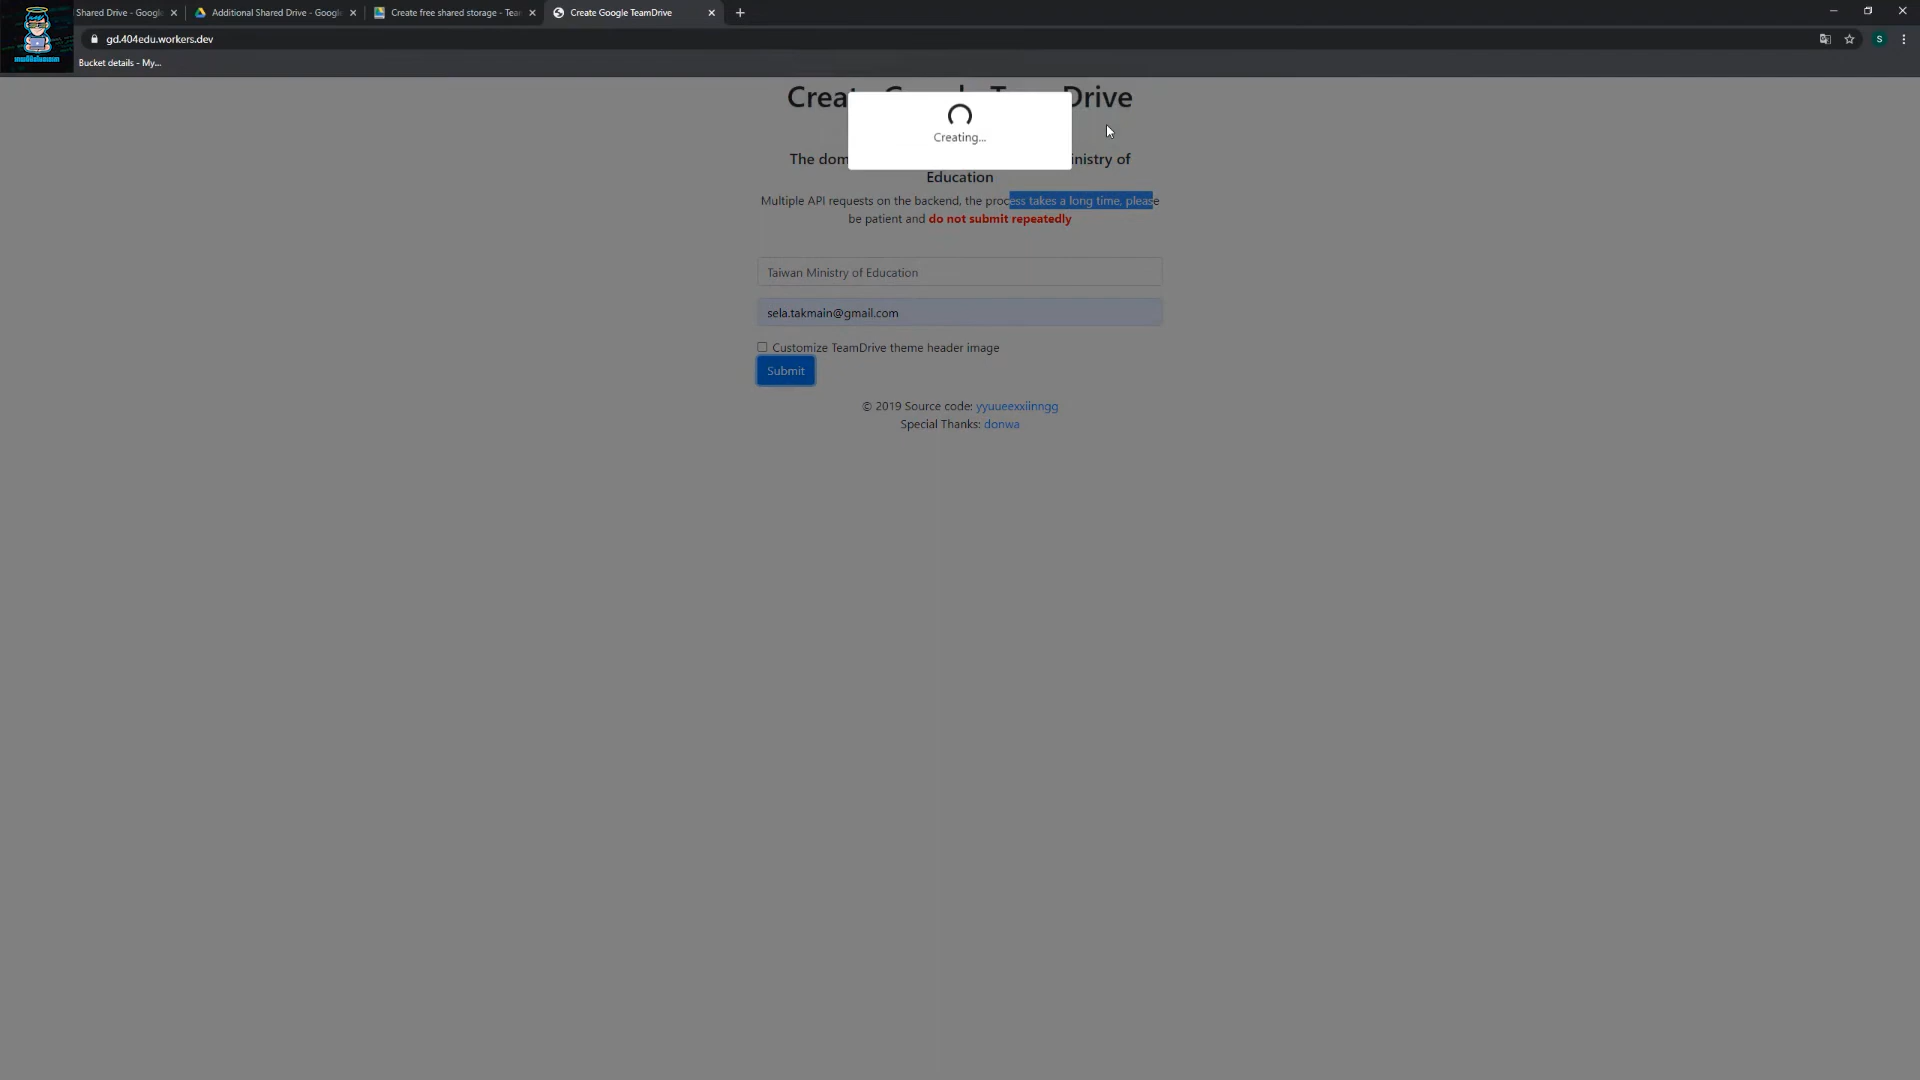 Shared Drive - Googl
Additional Shared Drive - Googl
Create free shared storage - Tea
Create Google TeamDrive
gd.404edu.workers.dev
S
Bucket details - My...
Drive
Creating...
The dom
inistry of
Education
Multiple API requests on the backend, the process takes a long time, please
be patient and do not submit repeatedly
Taiwan Ministry of Education
sela.takmain@gmail.com
Customize TeamDrive theme header image
Submit
© 2019 Source code: yyuueexxiinngg
Special Thanks: donwa